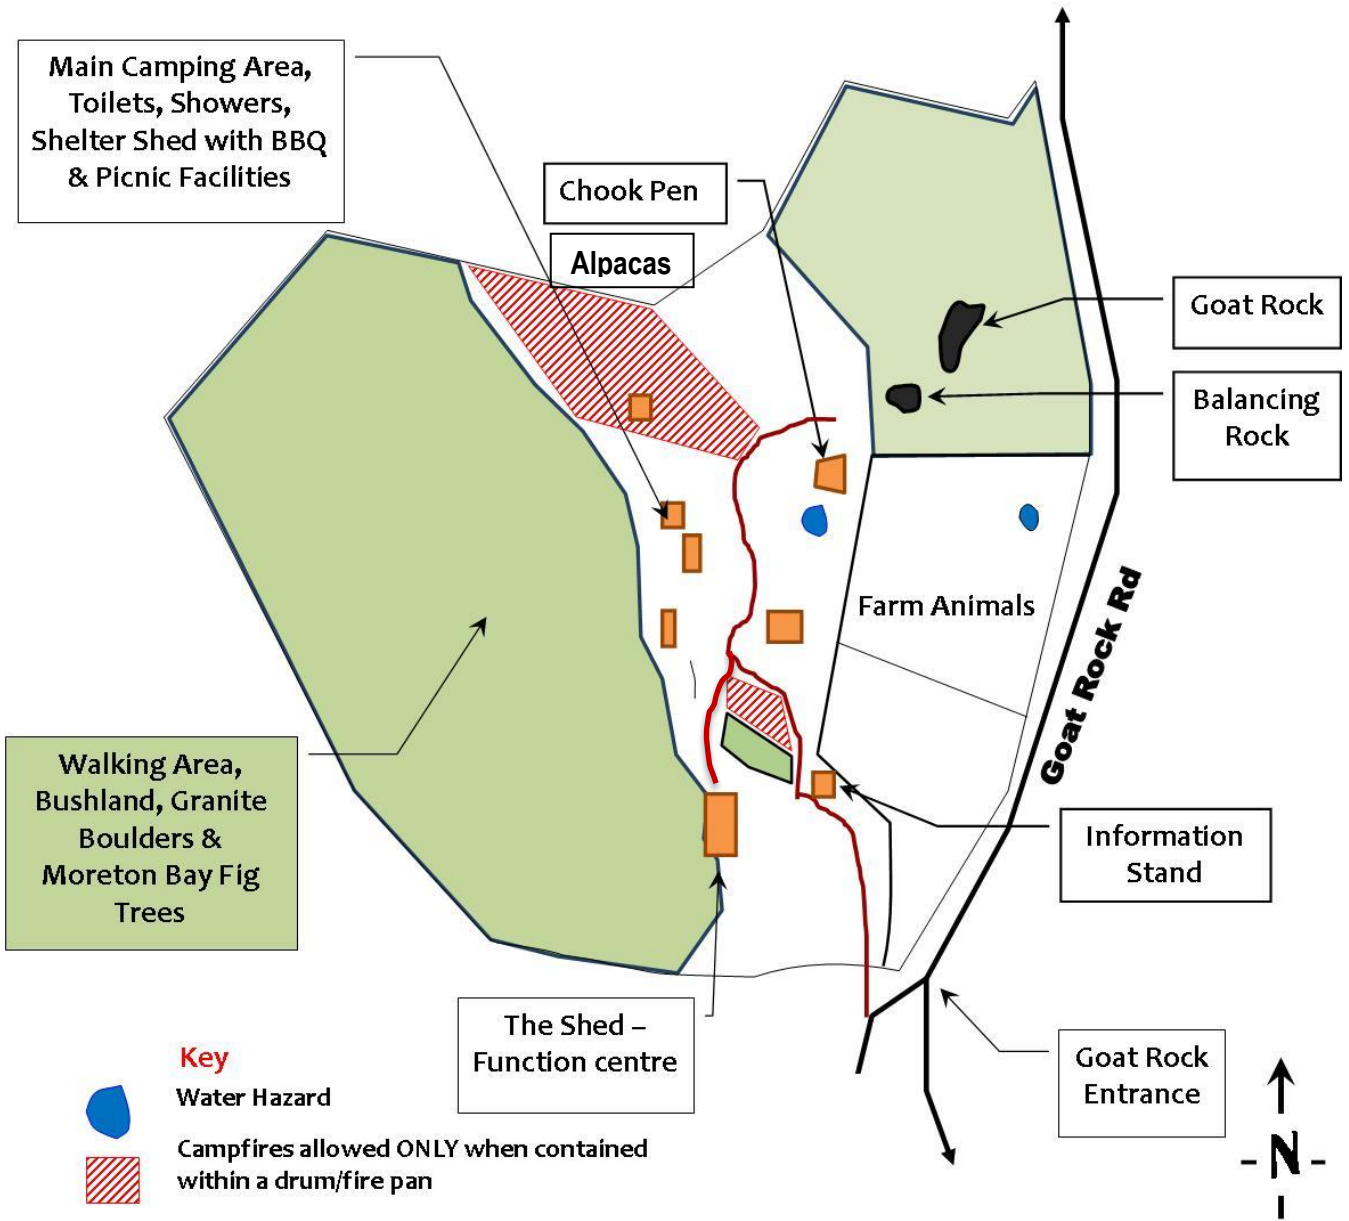 Main Camping Area,
Toilets, Showers,
Shelter Shed with BBQ
& Picnic Facilities
Chook Pen
Alpacas
Goat Rock
Balancing
Rock
Farm Animals
Goat Rock Rd
Walking Area,
Bushland, Granite
Boulders &
Moreton Bay Fig
Trees
Information
Stand
The Shed –
Function centre
Goat Rock
Entrance
Key
Water Hazard
Campfires allowed ONLY when contained
within a drum/fire pan
N